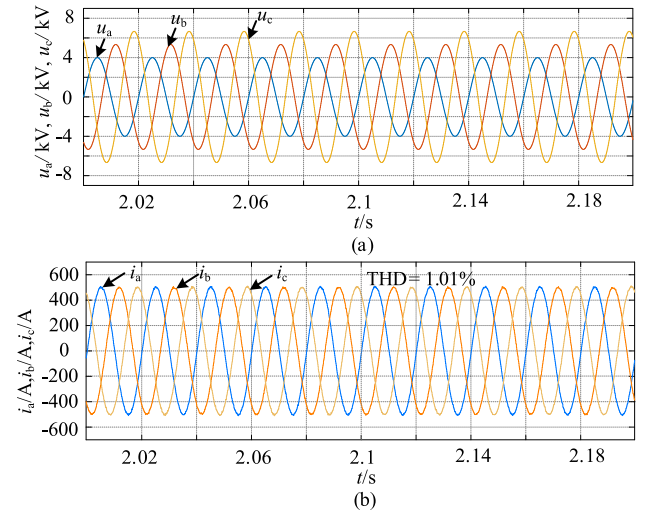 u_a/ kV, u_b/ kV, u_c/ kV
8
4
0
-4
-8
u_a
u_b
u_c
2.02 2.06 2.1 2.14 2.18
t/s
(a)
i_a/A,i_b/A,i_c/A
600
400
200
0
-200
-400
-600
i_a
i_b
i_c
THD= 1.01%
2.02 2.06 2.1 2.14 2.18
t/s
(b)